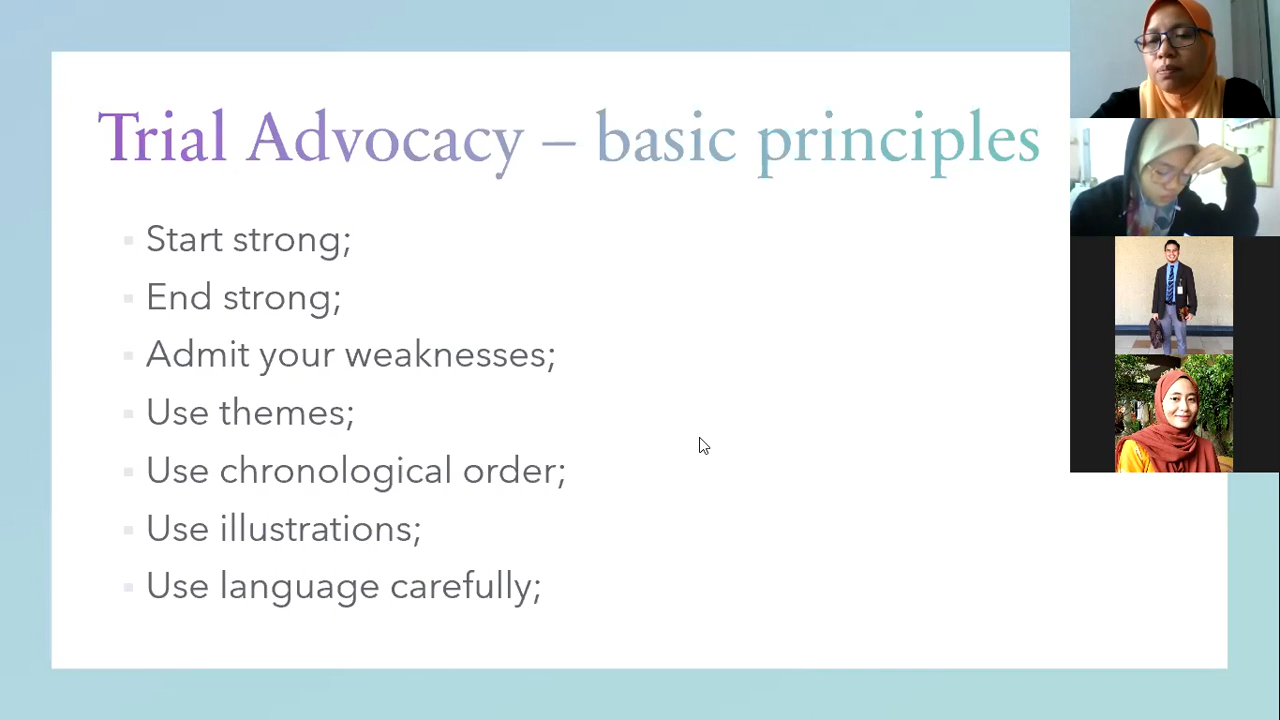 Trial Advocacy – basic principles
Start strong;
End strong;
Admit your weaknesses;
Use themes;
Use chronological order;
Use illustrations;
Use language carefully;